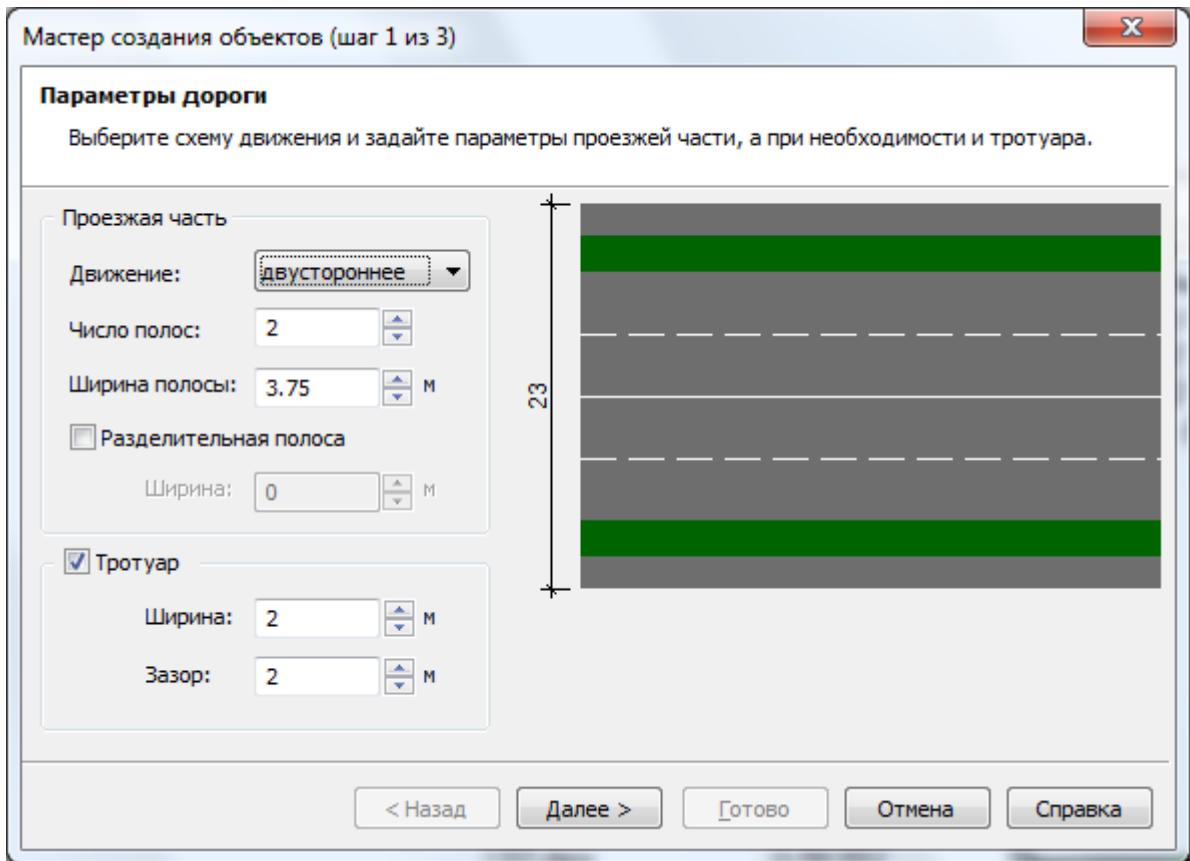 Мастер создания объектов (шаг 1 из 3)
Параметры дороги
Выберите схему движения и задайте параметры проезжей части, а при необходимости и тротуара.
Проезжая часть
Движение: двустороннее
Число полос: 2
Ширина полосы: 3.75 м
Разделительная полоса
Ширина: 0 м
Тротуар
Ширина: 2 м
Зазор: 2 м
23
< Назад Далее > Готово Отмена Справка